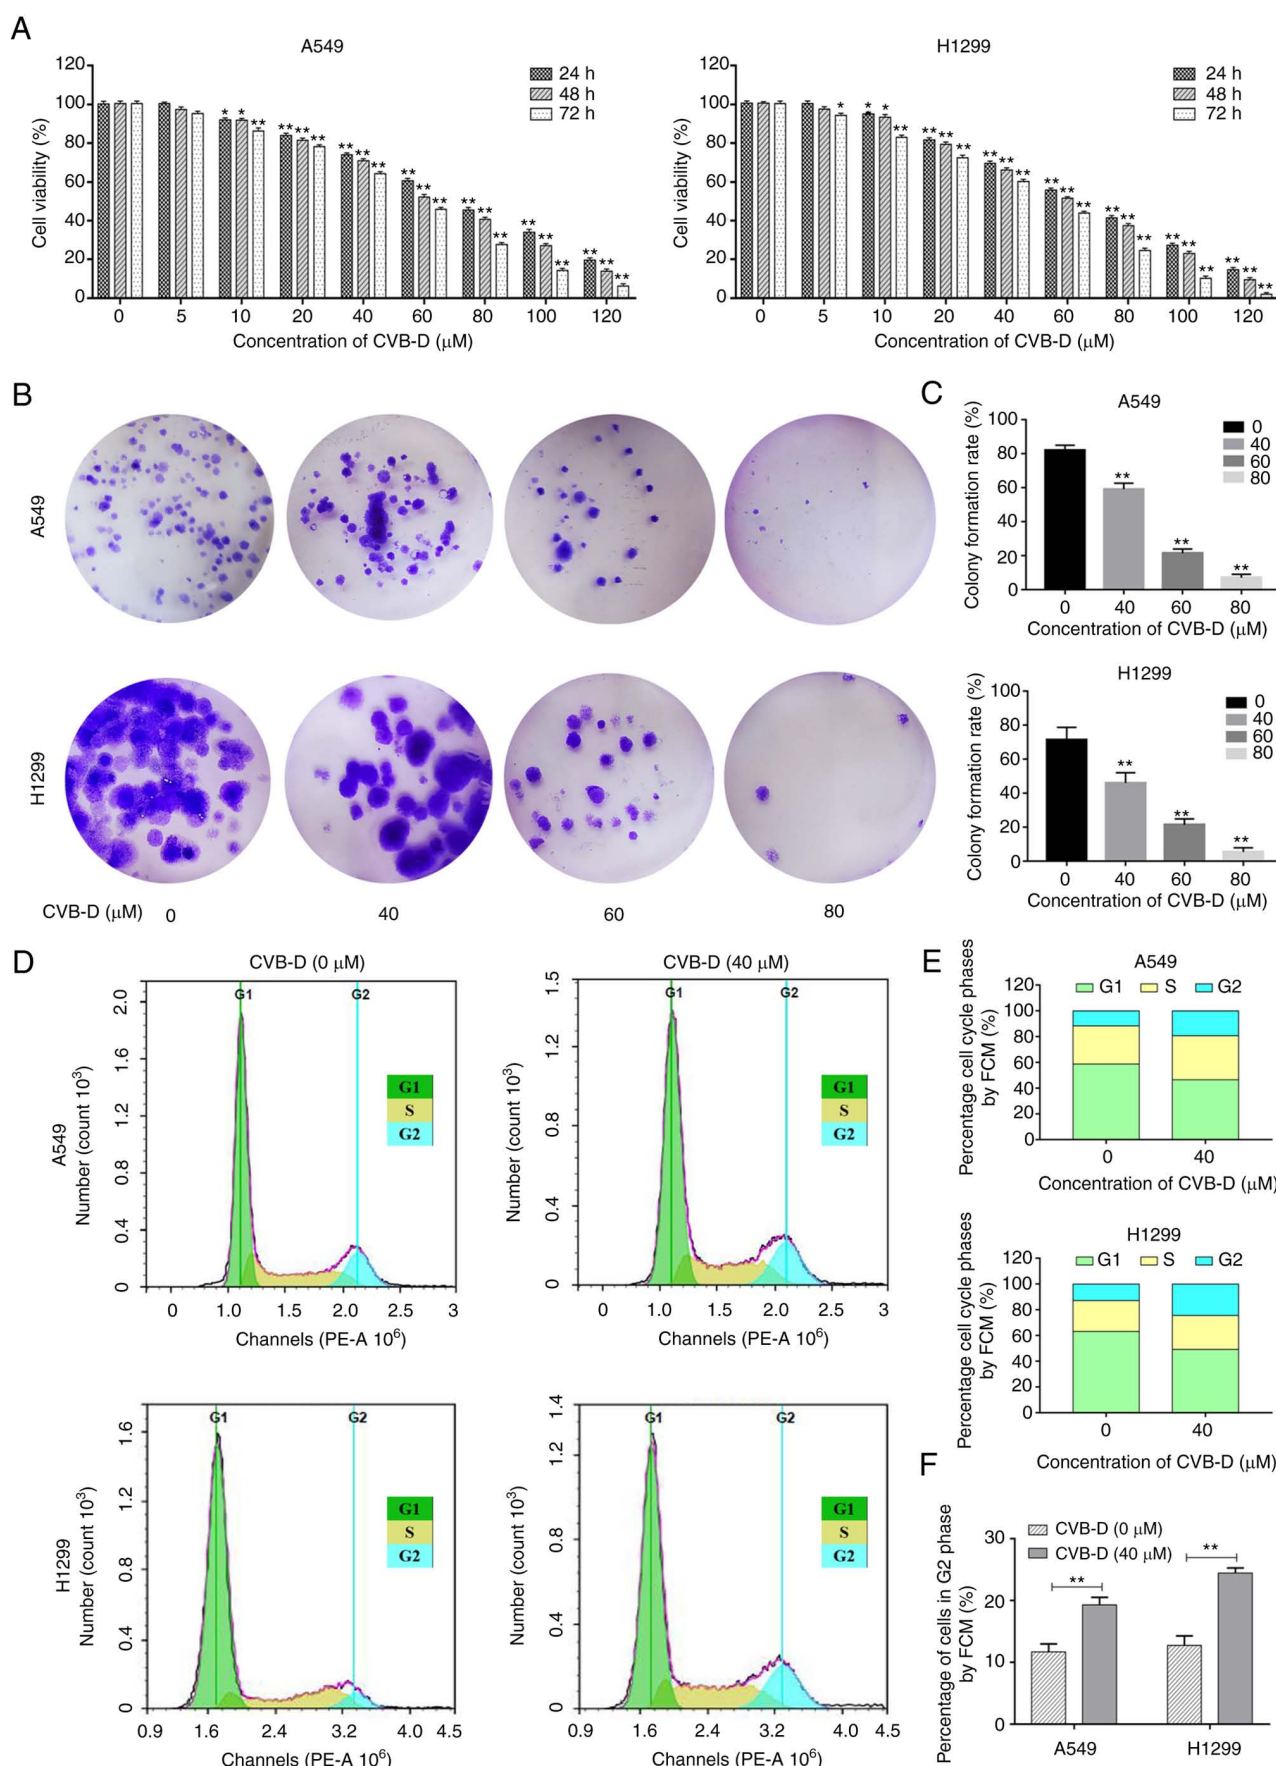 A
A549
H1299
120
100
80
60
40
20
0
Cell viability (%)
24 h
48 h
72 h
* * ** ** ** ** ** ** ** ** ** ** ** ** ** ** ** ** ** ** **
0 5 10 20 40 60 80 100 120
Concentration of CVB-D (μM)
120
100
80
60
40
20
0
Cell viability (%)
24 h
48 h
72 h
* * * ** ** ** ** ** ** ** ** ** ** ** ** ** ** ** ** ** ** **
0 5 10 20 40 60 80 100 120
Concentration of CVB-D (μM)
B
A549
H1299
CVB-D (μM) 0 40 60 80
C
A549
Colony formation rate (%)
100
80
60
40
20
0
0
40
60
80
** ** **
0 40 60 80
Concentration of CVB-D (μM)
H1299
Colony formation rate (%)
100
80
60
40
20
0
0
40
60
80
** ** **
0 40 60 80
Concentration of CVB-D (μM)
D
CVB-D (0 μM)
CVB-D (40 μM)
A549
Number (count 10³)
2.0
1.6
1.2
0.8
0.4
0
G1 G2
G1
S
G2
0 1.0 1.5 2.0 2.5 3
Channels (PE-A 10⁶)
Number (count 10³)
1.5
1.2
0.8
0.4
0
G1 G2
G1
S
G2
0 1.0 1.5 2.0 2.5 3
Channels (PE-A 10⁶)
H1299
Number (count 10³)
1.6
1.2
0.8
0.4
0
G1 G2
G1
S
G2
0.9 1.6 2.4 3.2 4.0 4.5
Channels (PE-A 10⁶)
Number (count 10³)
1.4
1.2
0.8
0.4
0
G1 G2
G1
S
G2
0.9 1.6 2.4 3.2 4.0 4.5
Channels (PE-A 10⁶)
E
A549
Percentage cell cycle phases
by FCM (%)
120
100
80
60
40
20
0
G1 S G2
0 40
Concentration of CVB-D (μM)
H1299
Percentage cell cycle phases
by FCM (%)
120
100
80
60
40
20
0
G1 S G2
0 40
Concentration of CVB-D (μM)
F
Percentage of cells in G2 phase
by FCM (%)
30
20
10
0
CVB-D (0 μM)
CVB-D (40 μM)
** **
A549 H1299